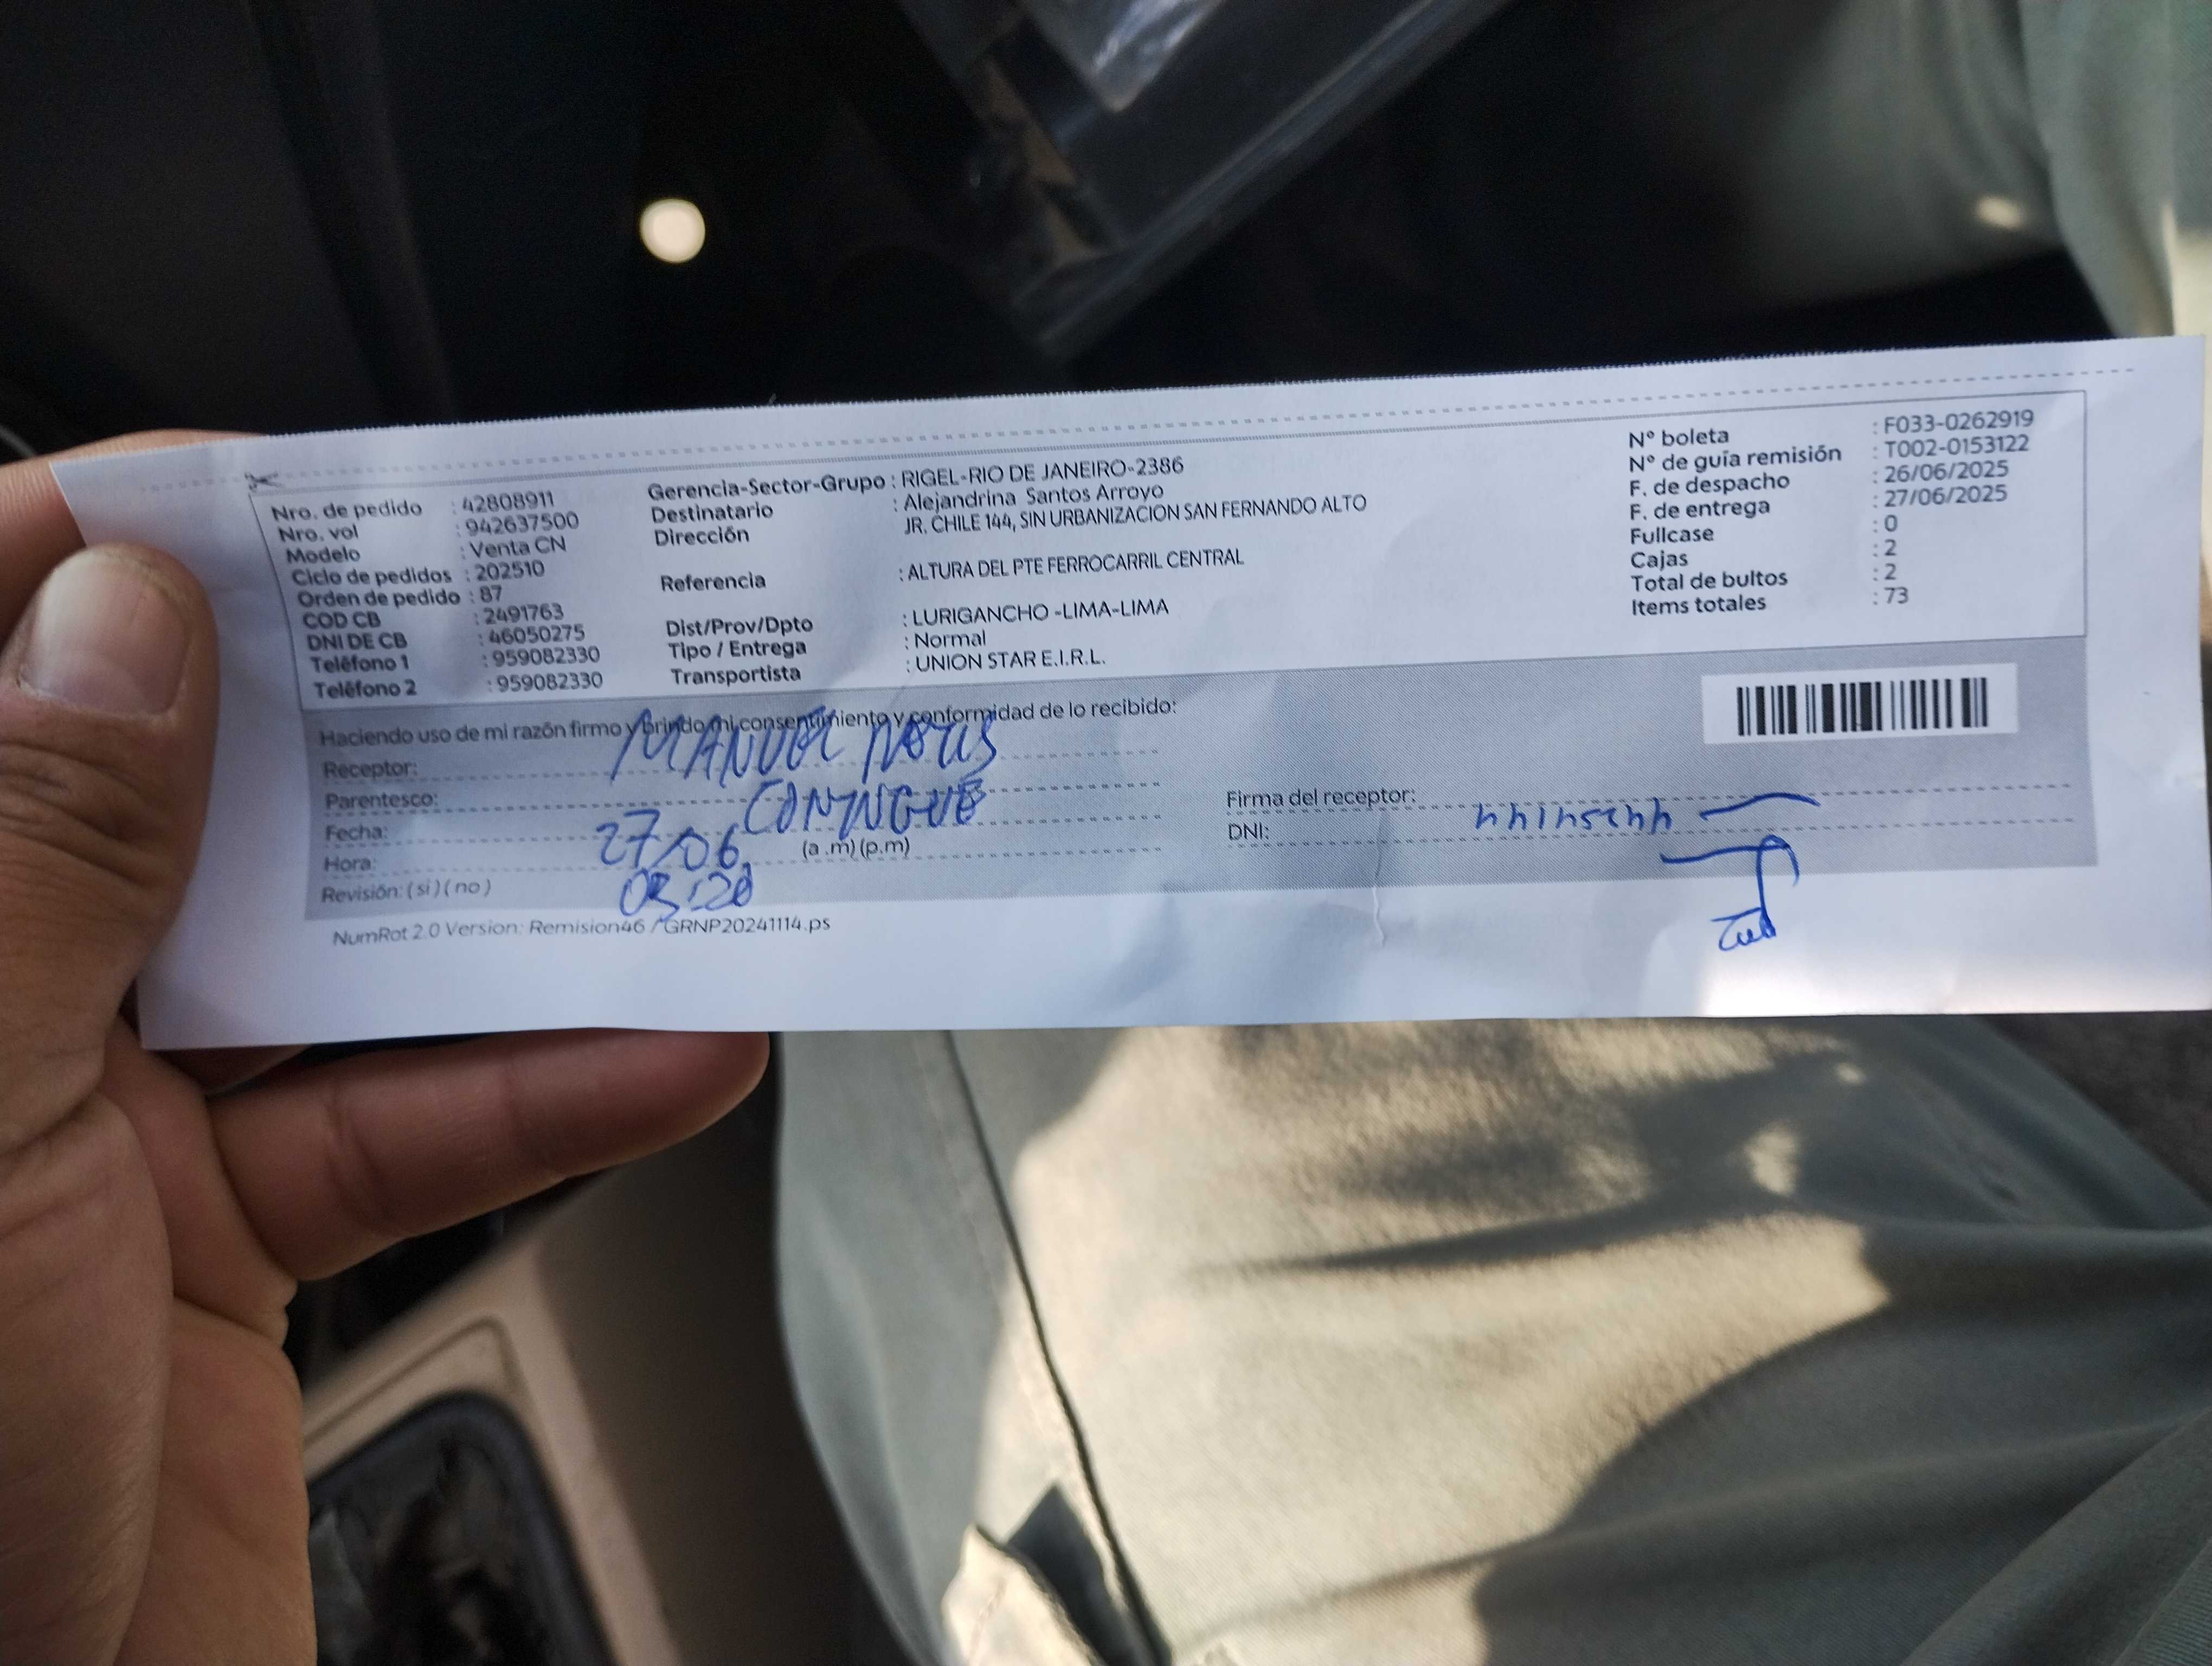 Nro. de pedido : 42808911
Nro. vol : 942637500
Modelo : Venta CN
Ciclo de pedidos : 202510
Orden de pedido : 87
COD CB : 2491763
DNI DE CB : 46050275
Teléfono 1 : 959082330
Teléfono 2 : 959082330
Gerencia-Sector-Grupo : RIGEL-RIO DE JANEIRO-2386
Destinatario : Alejandrina Santos Arroyo
Dirección JR. CHILE 144, SIN URBANIZACION SAN FERNANDO ALTO
Referencia : ALTURA DEL PTE FERROCARRIL CENTRAL
Dist/Prov/Dpto : LURIGANCHO -LIMA-LIMA
Tipo / Entrega : Normal
Transportista : UNION STAR E.I.R.L.
N° boleta : F033-0262919
N° de guía remisión : T002-0153122
F. de despacho : 26/06/2025
F. de entrega : 27/06/2025
Fullcase : 0
Cajas : 2
Total de bultos : 2
Items totales : 73
Haciendo uso de mi razón firmo y brindo mi consentimiento y conformidad de lo recibido:
Receptor: MANUEL
Parentesco:
Fecha: 27/06
Hora: (a .m) (p.m)
Revisión: ( si ) ( no )
Firma del receptor:
DNI:
NumRot 2.0 Version: Remision46 / GRNP20241114.ps